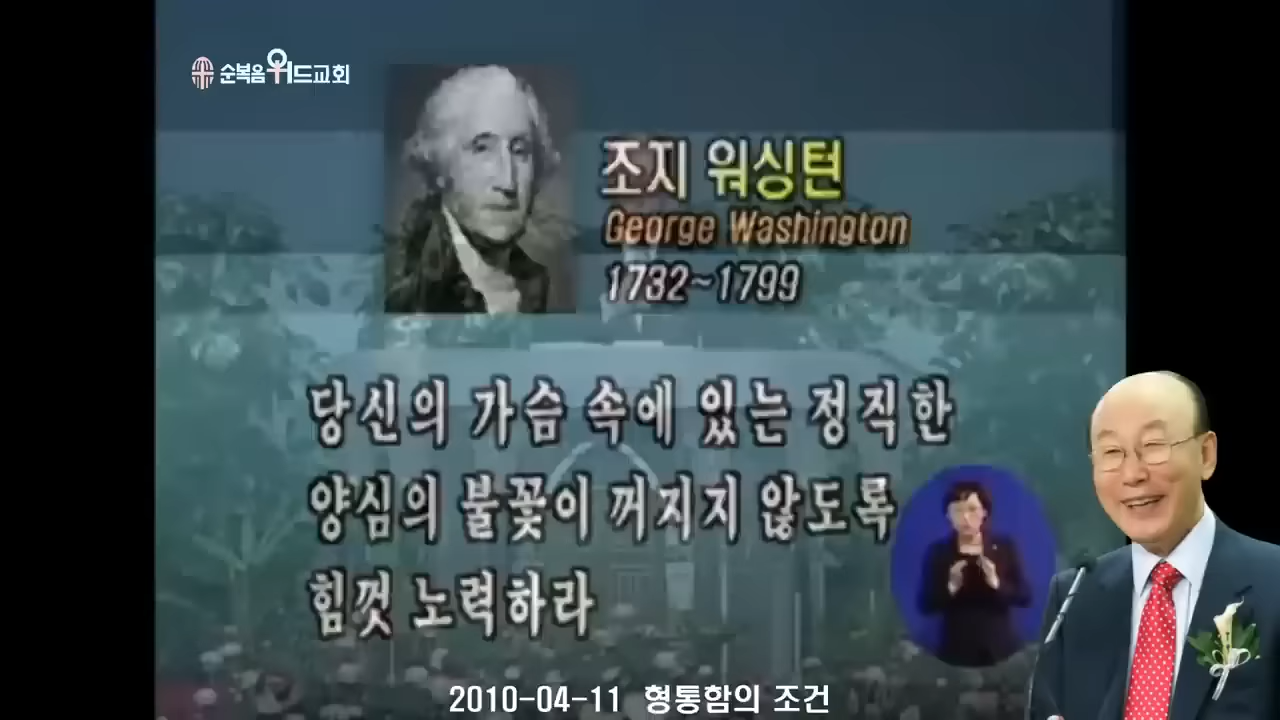 순복음워드교회
조지 워싱턴
George Washington
1732~1799
당신의 가슴 속에 있는 정직한
양심의 불꽃이 꺼지지 않도록
힘껏 노력하라
2010-04-11 형통함의 조건